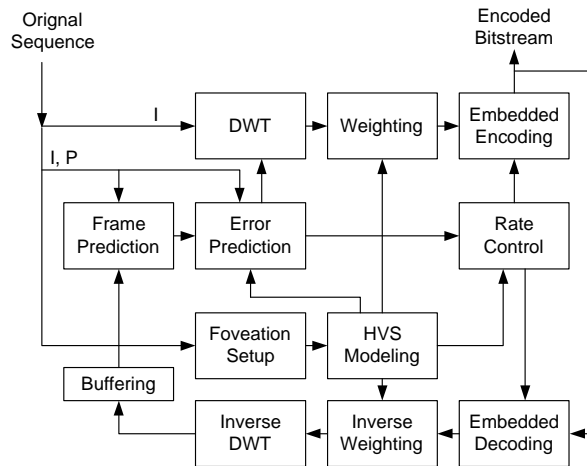 Orignal
Sequence
Encoded
Bitstream
I
DWT
Weighting
Embedded
Encoding
I, P
Frame
Prediction
Error
Prediction
Rate
Control
Foveation
Setup
HVS
Modeling
Buffering
Inverse
DWT
Inverse
Weighting
Embedded
Decoding